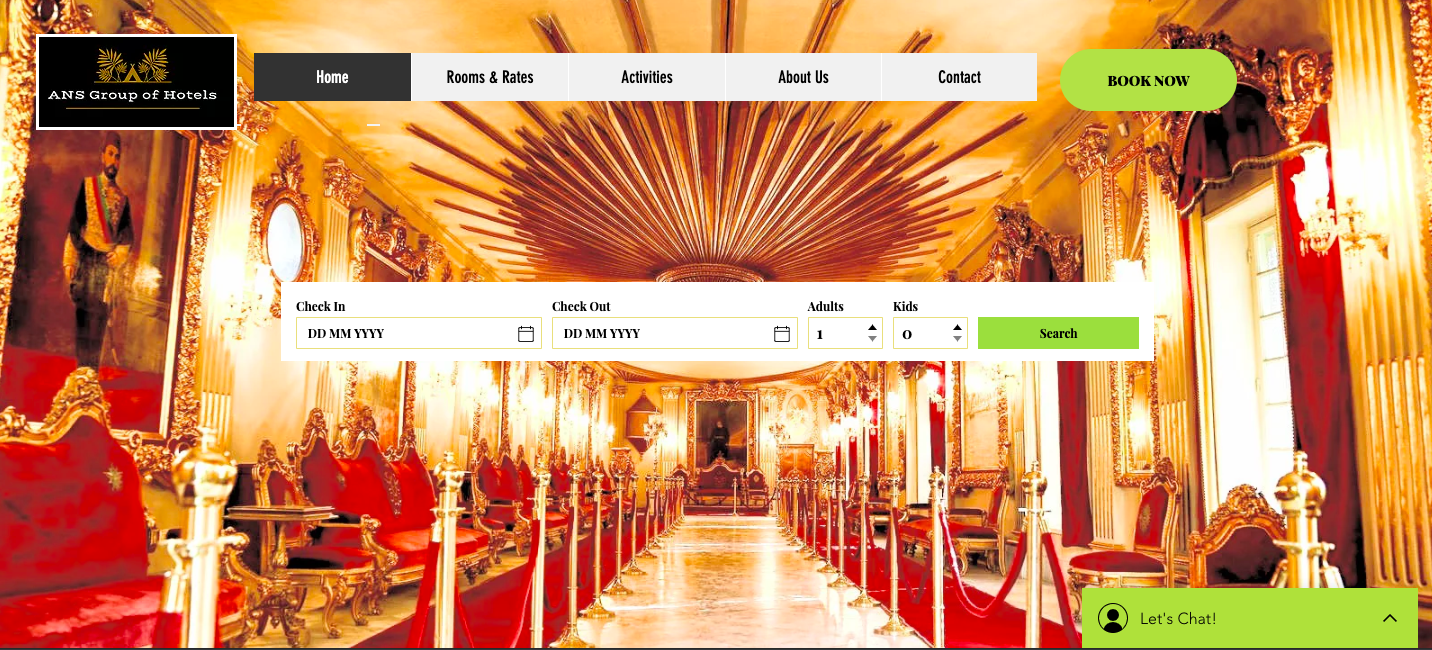 ANS Group of Hotels
Home
Rooms & Rates
Activities
About Us
Contact
BOOK NOW
Check In
Check Out
Adults
Kids
DD MM YYYY
DD MM YYYY
1
0
Search
Let's Chat!